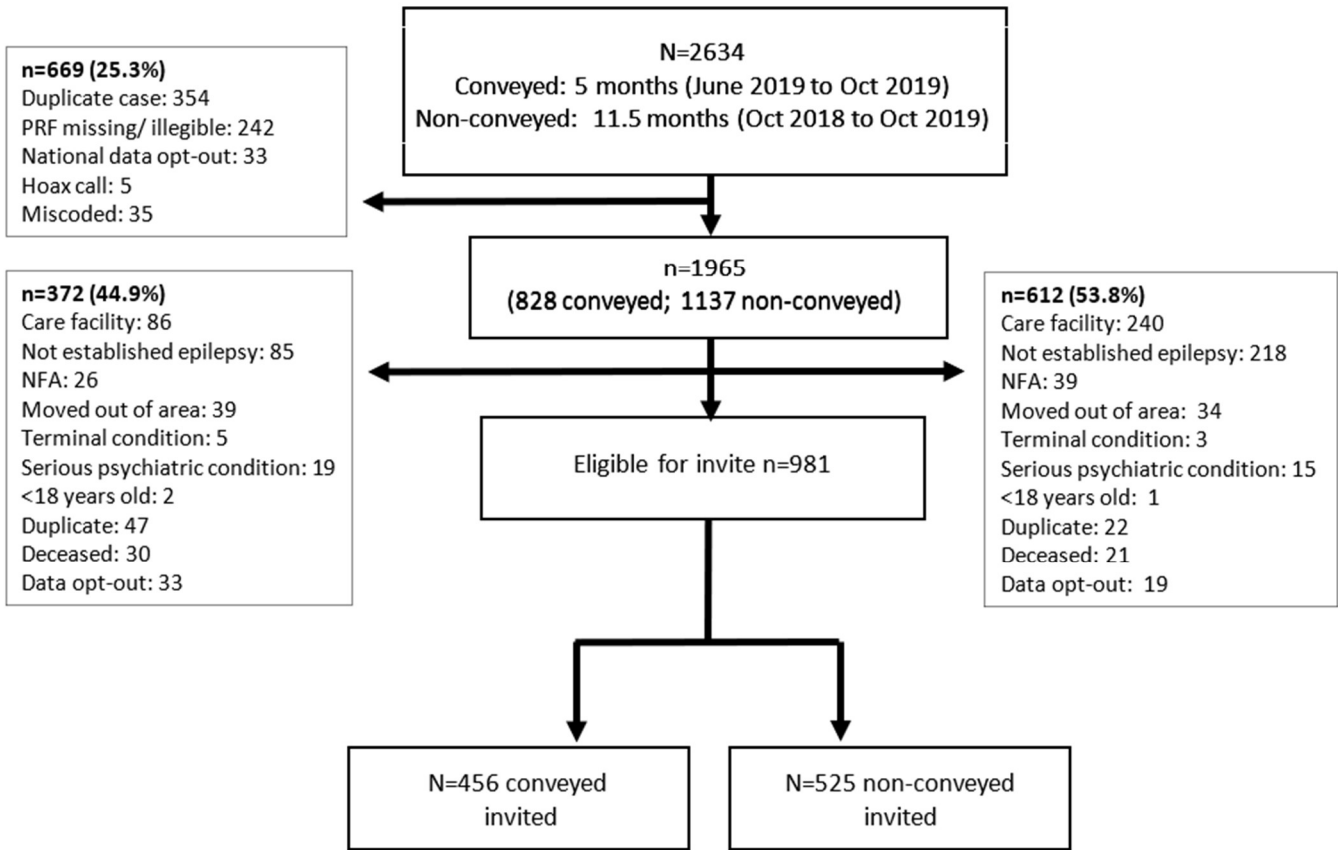 N=2634
Conveyed: 5 months (June 2019 to Oct 2019)
Non-conveyed: 11.5 months (Oct 2018 to Oct 2019)
n=669 (25.3%)
Duplicate case: 354
PRF missing/ illegible: 242
National data opt-out: 33
Hoax call: 5
Miscoded: 35
n=1965
(828 conveyed; 1137 non-conveyed)
n=372 (44.9%)
Care facility: 86
Not established epilepsy: 85
NFA: 26
Moved out of area: 39
Terminal condition: 5
Serious psychiatric condition: 19
<18 years old: 2
Duplicate: 47
Deceased: 30
Data opt-out: 33
n=612 (53.8%)
Care facility: 240
Not established epilepsy: 218
NFA: 39
Moved out of area: 34
Terminal condition: 3
Serious psychiatric condition: 15
<18 years old: 1
Duplicate: 22
Deceased: 21
Data opt-out: 19
Eligible for invite n=981
N=456 conveyed
invited
N=525 non-conveyed
invited